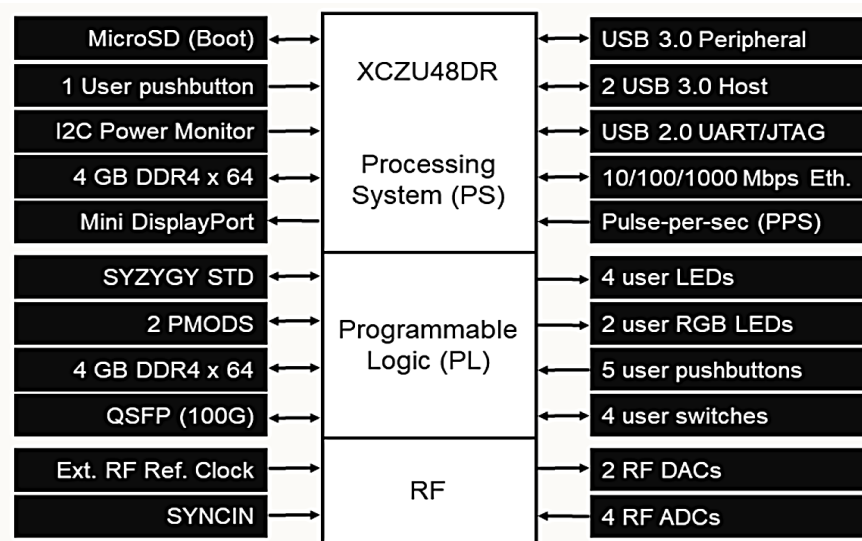 MicroSD (Boot)
1 User pushbutton
I2C Power Monitor
4 GB DDR4 x 64
Mini DisplayPort
SYZYGY STD
2 PMODS
4 GB DDR4 x 64
QSFP (100G)
Ext. RF Ref. Clock
SYNCIN
XCZU48DR
Processing
System (PS)
Programmable
Logic (PL)
RF
USB 3.0 Peripheral
2 USB 3.0 Host
USB 2.0 UART/JTAG
10/100/1000 Mbps Eth.
Pulse-per-sec (PPS)
4 user LEDs
2 user RGB LEDs
5 user pushbuttons
4 user switches
2 RF DACs
4 RF ADCs